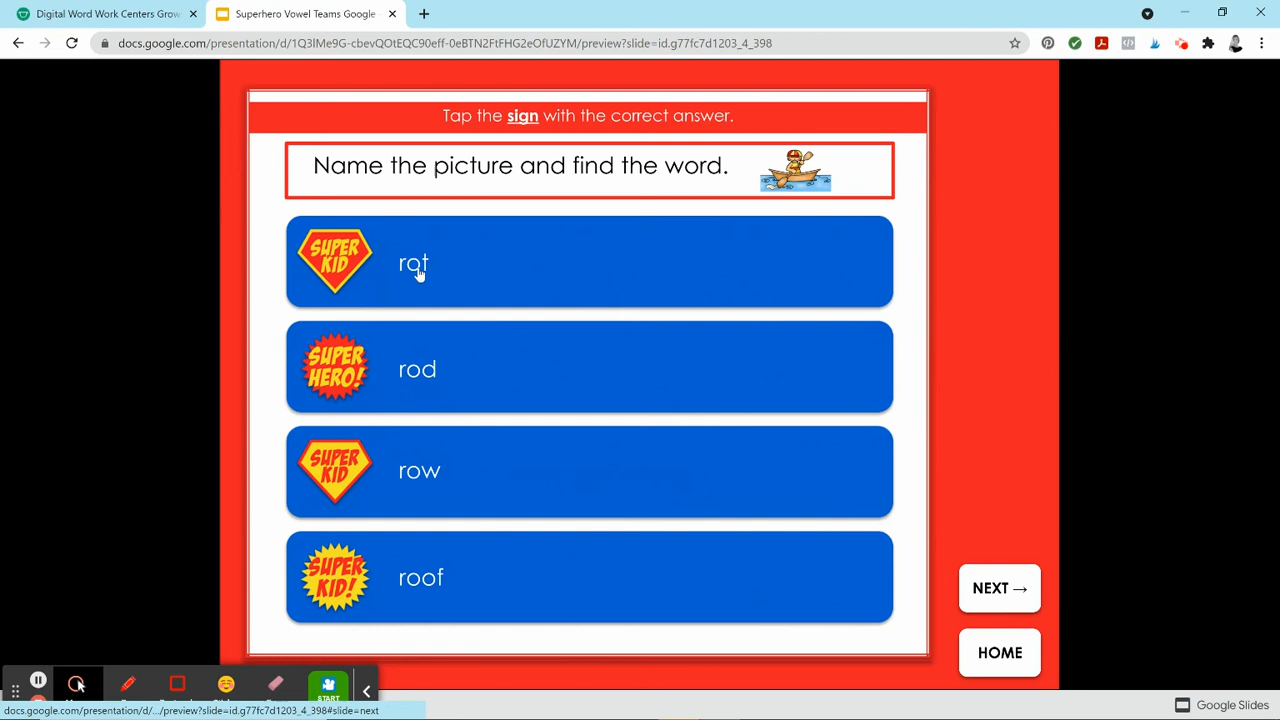 Digital Word Work Centers Grow
Superhero Vowel Teams Google
docs.google.com/presentation/d/1Q3lMe9G-cbevQOtEQC90eff-0eBTN2FtFHG2eOfUZYM/preview?slide=id.g77fc7d1203_4_398
Tap the sign with the correct answer.
Name the picture and find the word.
SUPER
KID
rot
SUPER
HERO!
rod
SUPER
KID
row
SUPER
KID!
roof
NEXT →
HOME
START
docs.google.com/presentation/d/.../preview?slide=id.g77fc7d1203_4_398#slide=next
Google Slides